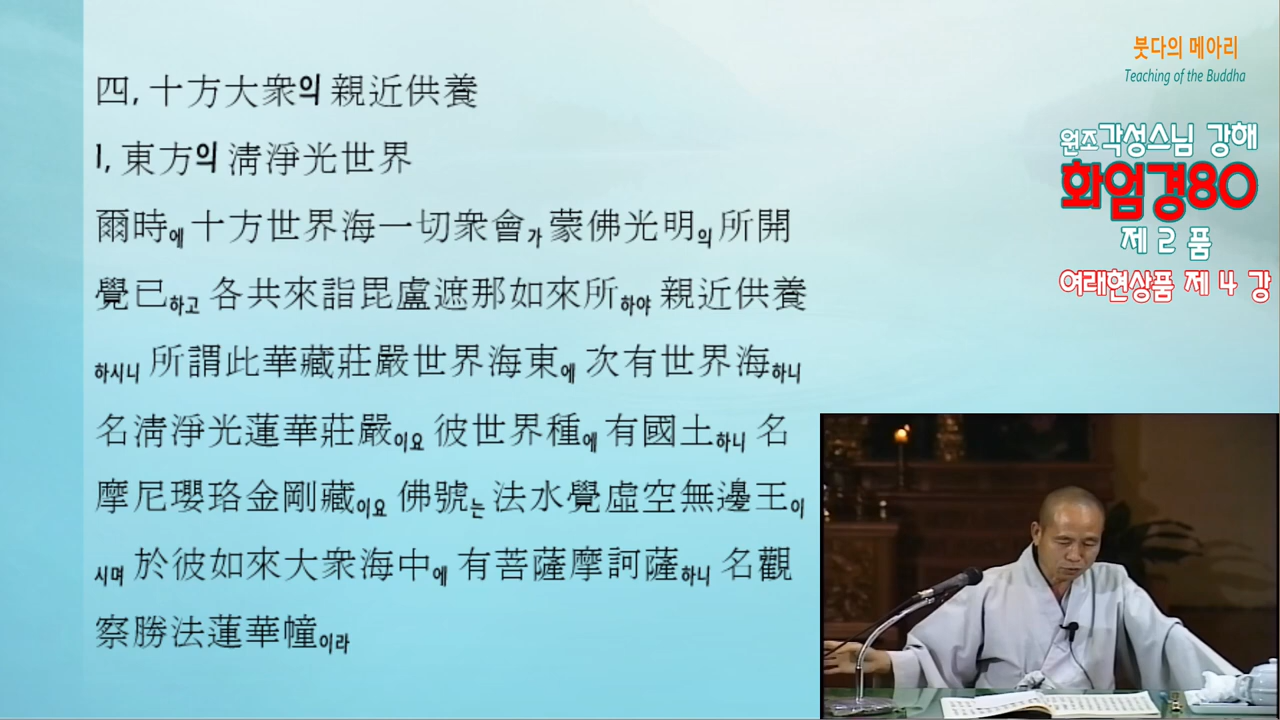 四, 十方大衆의 親近供養
1, 東方의 淸淨光世界
爾時에 十方世界海一切衆會가 蒙佛光明의 所開
覺已하고 各共來詣毘盧遮那如來所하야 親近供養
하시니 所謂此華藏莊嚴世界海東에 次有世界海하니
名淸淨光蓮華莊嚴이요 彼世界種에 有國土하니 名
摩尼瓔珞金剛藏이요 佛號는 法水覺虛空無邊王이
시며 於彼如來大衆海中에 有菩薩摩訶薩하니 名觀
察勝法蓮華幢이라
붓다의 메아리
Teaching of the Buddha
원조각성스님 강해
화엄경80
제 2 품
여래현상품 제 4 강